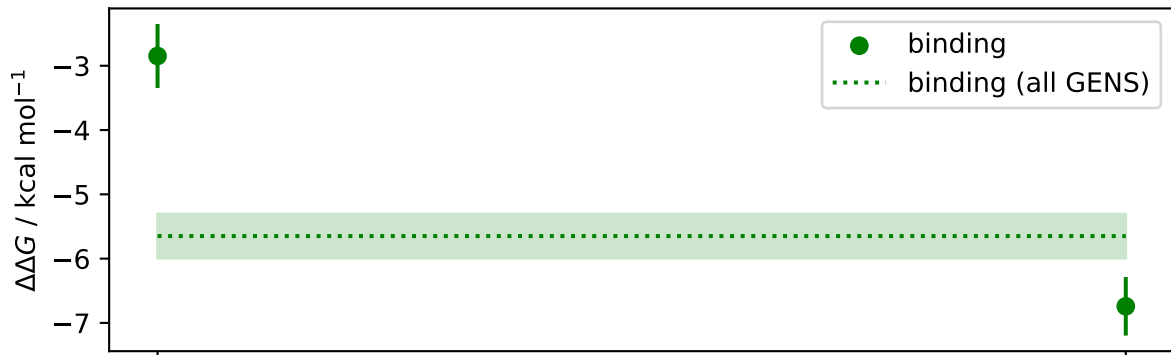 binding
binding (all GENS)
−3
−4
−5
−6
−7
ΔΔG / kcal mol⁻¹